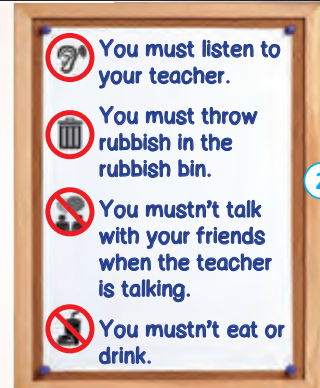 You must listen to
your teacher.
You must throw
rubbish in the
rubbish bin.
You mustn't talk
with your friends
when the teacher
is talking.
You mustn't eat or
drink.
2